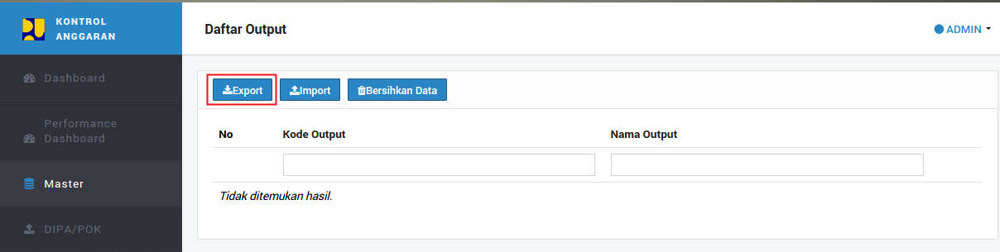 KONTROL
ANGGARAN
Daftar Output
ADMIN
Dashboard
Performance
Dashboard
Master
DIPA/POK
Export
Import
Bersihkan Data
No
Kode Output
Nama Output
Tidak ditemukan hasil.